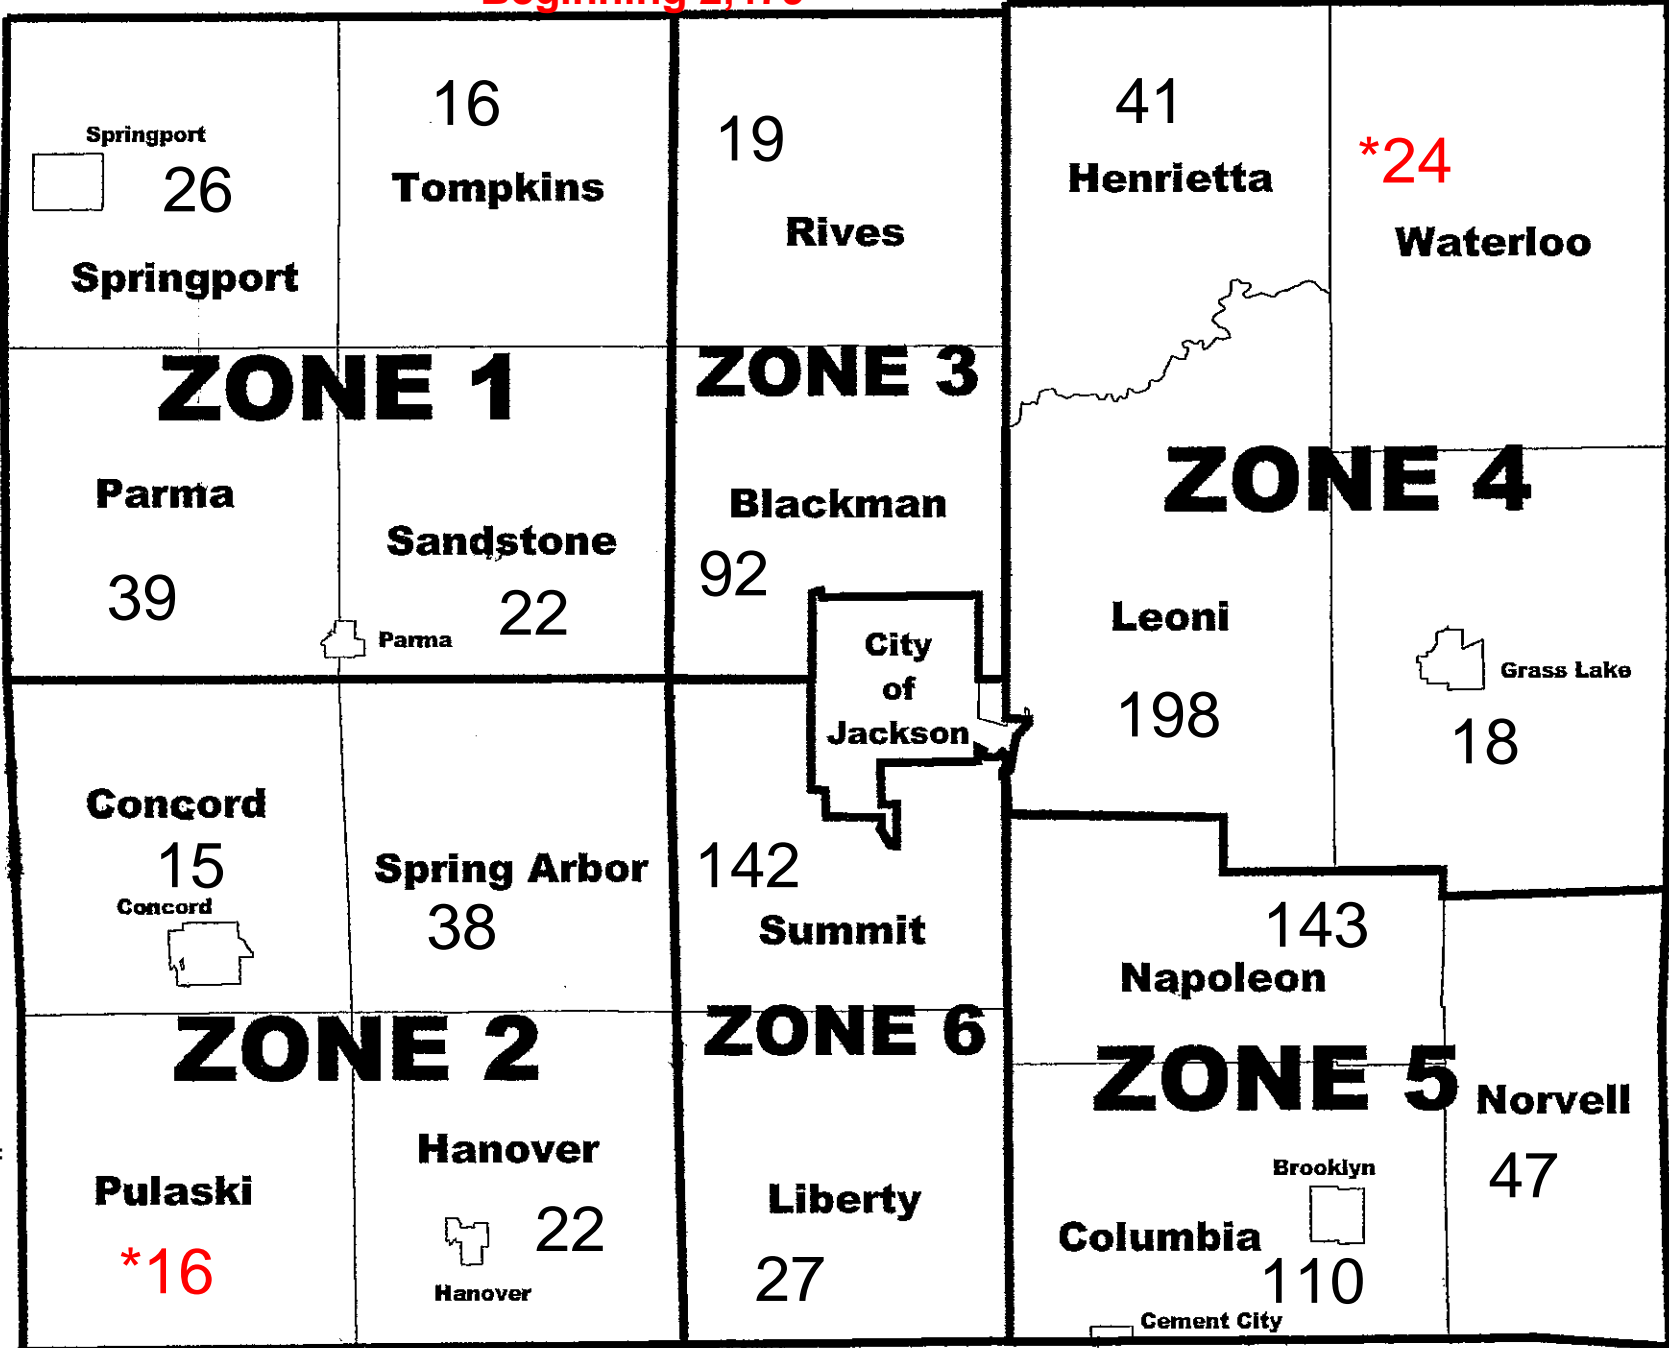 Beginning
16
Springport
26
Tompkins
Springport
19
Rives
41
Henrietta
*24
Waterloo
ZONE 1
ZONE 3
Parma
39
Sandstone
22
Parma
Blackman
92
City
of
Jackson
ZONE 4
Leoni
198
Grass Lake
18
Concord
15
Concord
Spring Arbor
38
142
Summit
143
Napoleon
ZONE 2
ZONE 6
ZONE 5
Norvell
47
Pulaski
*16
Hanover
22
Hanover
Liberty
27
Brooklyn
Columbia
110
Cement City